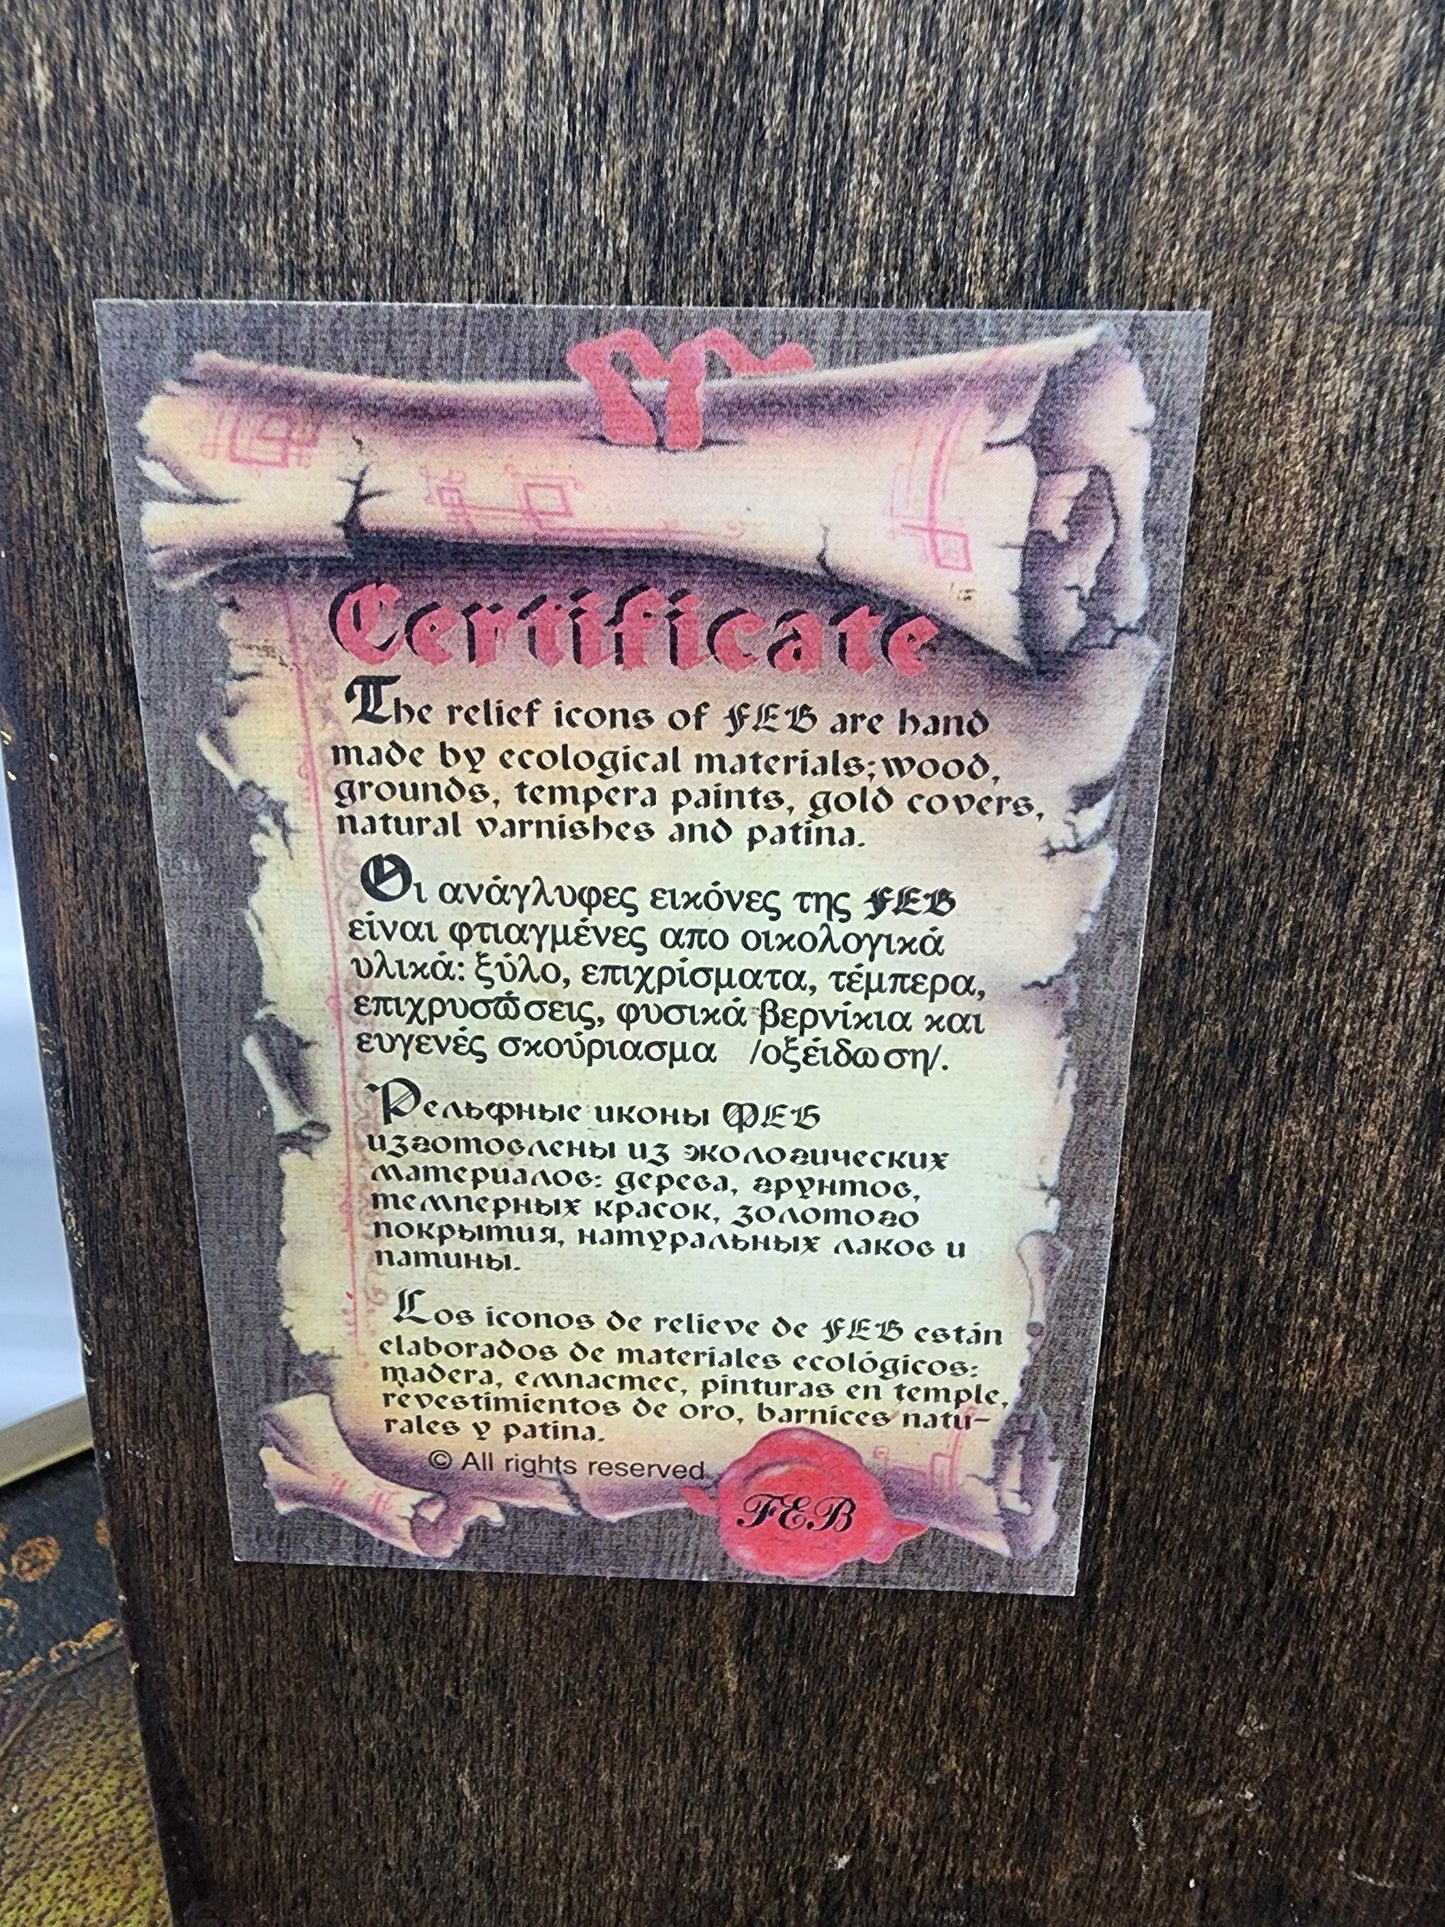 Certificate
The relief icons of FEB are hand
made by ecological materials; wood,
grounds, tempera paints, gold covers,
natural varnishes and patina.
Οι ανάγλυφες εικόνες της FEB
είναι φτιαγμένες απο οικολογικά
υλικά: ξύλο, επιχρίσματα, τέμπερα,
επιχρυσώσεις, φυσικά βερνίκια και
ευγενές σκούριασμα /οξείδωση/.
Рельфные иконы ФЕБ
изготовлены из экологических
материалов: дерева, грунтов,
темперных красок, золотого
покрытия, натуральных лаков и
патины.
Los iconos de relieve de FEB están
elaborados de materiales ecológicos:
madera, емпастес, pinturas en temple,
revestimientos de oro, barnices natu-
rales y patina.
© All rights reserved
FEB